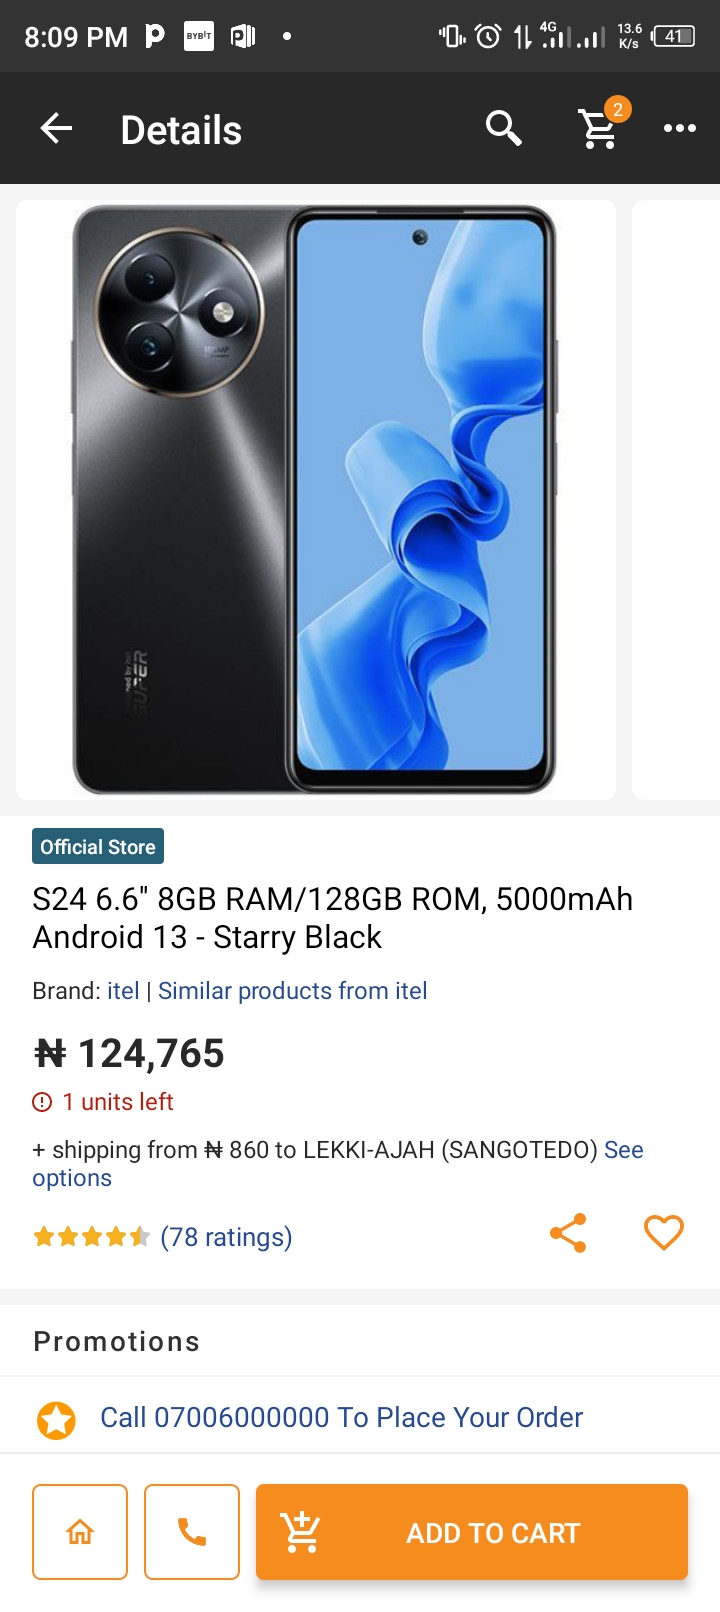 8:09 PM
BYBIT
4G
13.6
K/s
41
Details
2
SUPER
Official Store
S24 6.6" 8GB RAM/128GB ROM, 5000mAh
Android 13 - Starry Black
Brand: itel | Similar products from itel
₦ 124,765
1 units left
+ shipping from ₦ 860 to LEKKI-AJAH (SANGOTEDO) See
options
(78 ratings)
Promotions
Call 07006000000 To Place Your Order
ADD TO CART